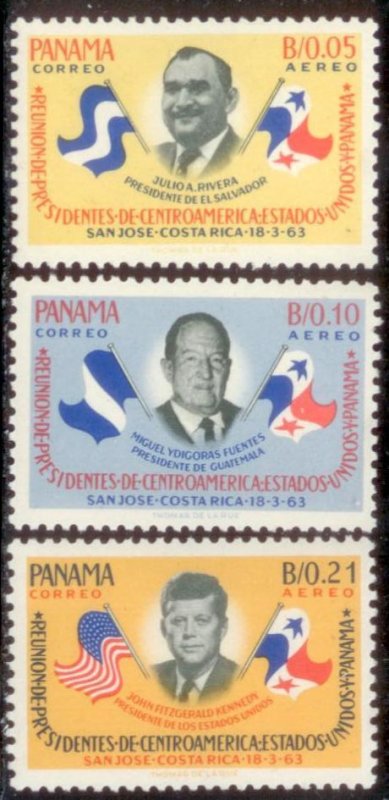 PANAMA B/0.05
CORREO AEREO
★REUNION·DE·PRESIDENTES·DE·CENTROAMERICA:ESTADOS·UNIDOS·Y·PANAMA★
JULIO A. RIVERA
PRESIDENTE DE EL SALVADOR
SAN JOSE·COSTA RICA·18·3·63
THOMAS DE LA RUE
PANAMA B/0.10
CORREO AEREO
★REUNION·DE·PRESIDENTES·DE·CENTROAMERICA:ESTADOS·UNIDOS·Y·PANAMA★
MIGUEL YDIGORAS FUENTES
PRESIDENTE DE GUATEMALA
SAN JOSE·COSTA RICA·18·3·63
THOMAS DE LA RUE
PANAMA B/0.21
CORREO AEREO
★REUNION·DE·PRESIDENTES·DE·CENTROAMERICA:ESTADOS·UNIDOS·Y·PANAMA★
JOHN FITZGERALD KENNEDY
PRESIDENTE DE LOS ESTADOS UNIDOS
SAN JOSE·COSTA RICA·18·3·63
THOMAS DE LA RUE